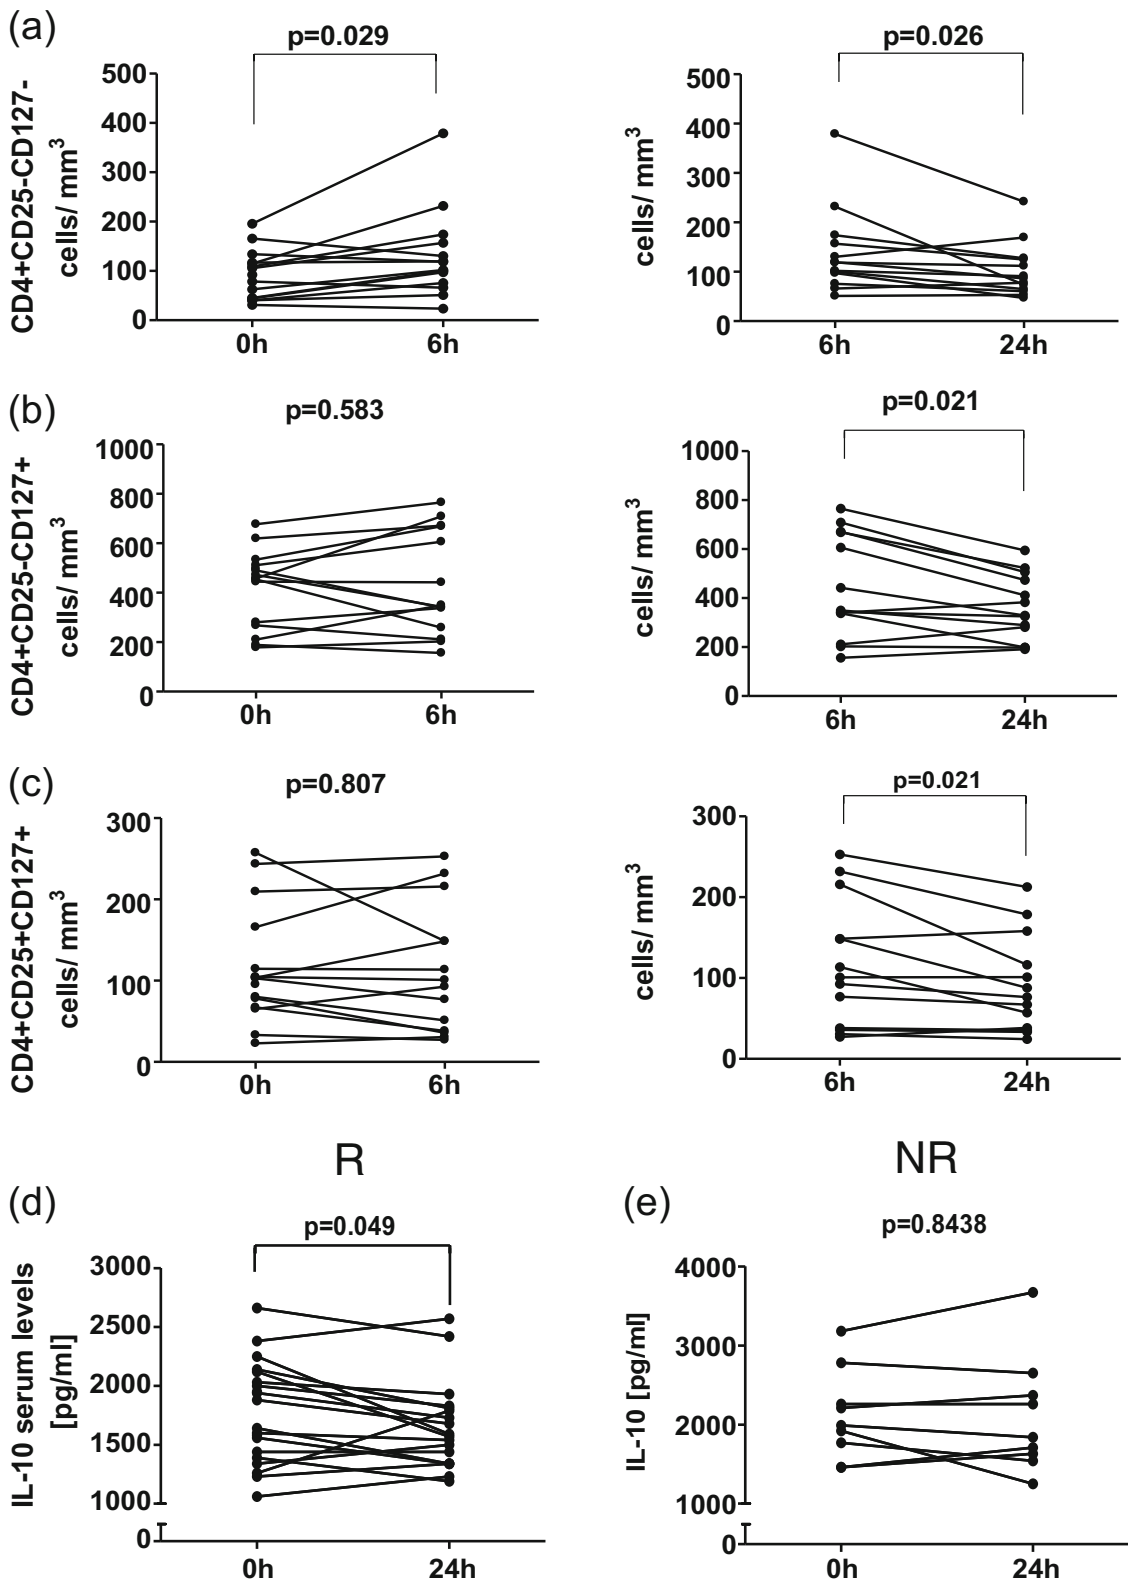 (a)
p=0.029
p=0.026
CD4+CD25-CD127-
cells/ mm³
500
400
300
200
100
0
0h
6h
cells/ mm³
500
400
300
200
100
0
6h
24h
(b)
p=0.583
p=0.021
CD4+CD25-CD127+
cells/ mm³
1000
800
600
400
200
0
0h
6h
cells/ mm³
1000
800
600
400
200
0
6h
24h
(c)
p=0.807
p=0.021
CD4+CD25+CD127+
cells/ mm³
300
200
100
0
0h
6h
cells/ mm³
300
200
100
0
6h
24h
R
NR
(d)
p=0.049
IL-10 serum levels
[pg/ml]
3000
2500
2000
1500
1000
0
0h
24h
(e)
p=0.8438
IL-10 [pg/ml]
4000
3000
2000
1000
0
0h
24h